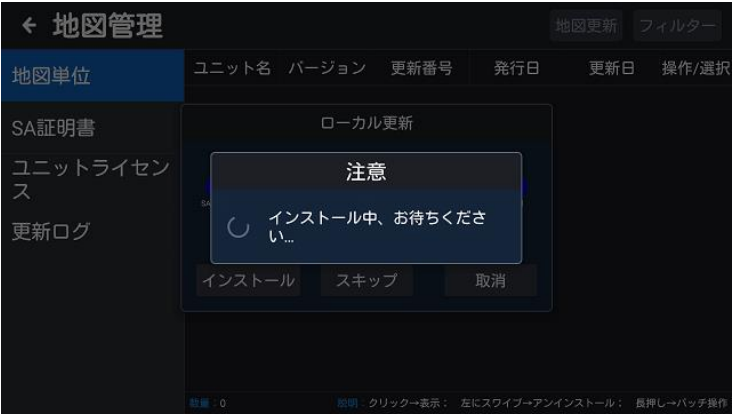 地図管理
地図更新 フィルター
地図単位
ユニット名 バージョン 更新番号 発行日 更新日 操作/選択
SA証明書
ローカル更新
ユニットライセン
ス
注意
SA
インストール中、お待ちくださ
い...
更新ログ
インストール スキップ 取消
数量：0 説明：クリック→表示； 左にスワイプ→アンインストール； 長押し→バッチ操作